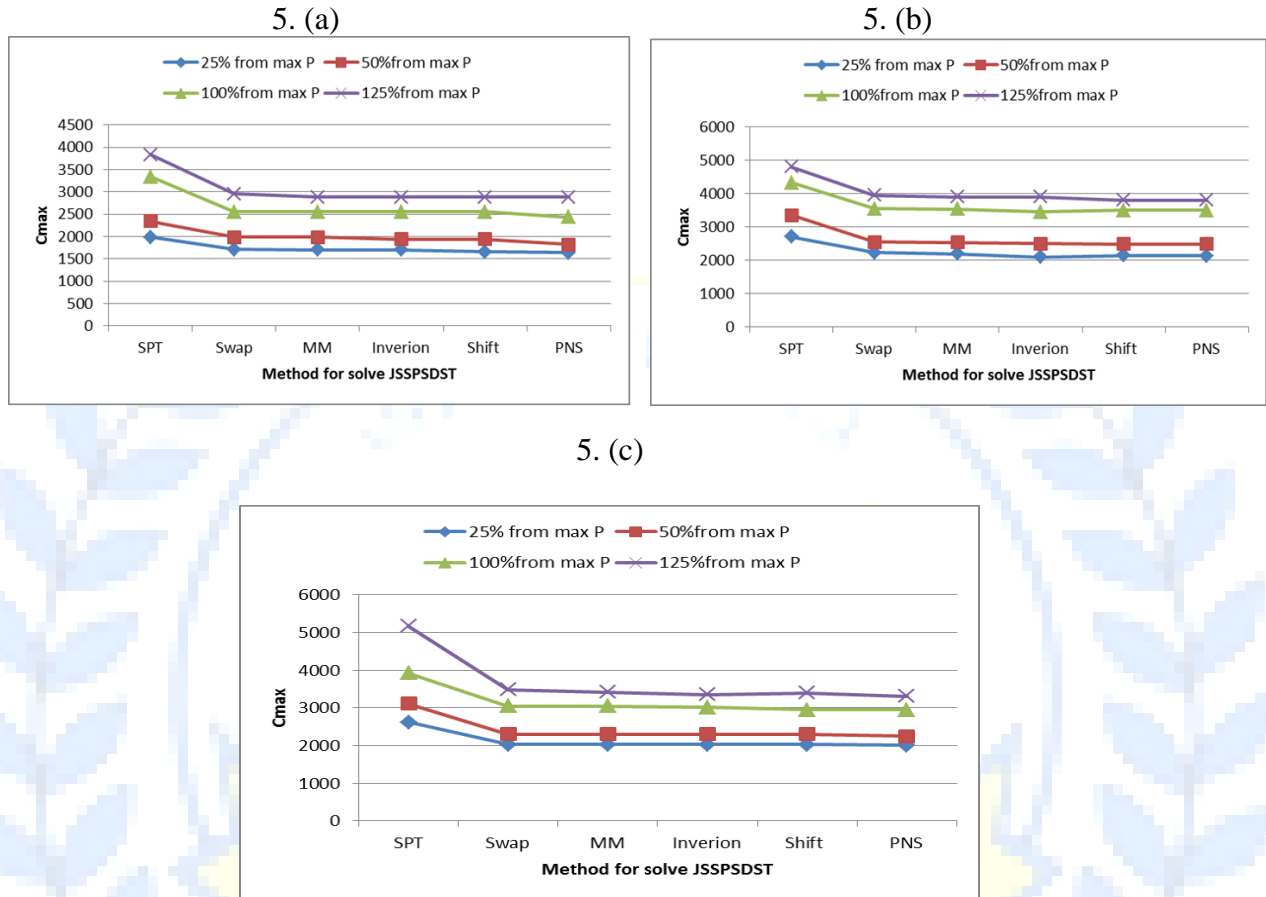 5. (a)
25% from max P 50%from max P
100%from max P 125%from max P
Cmax
4500
4000
3500
3000
2500
2000
1500
1000
500
0
SPT Swap MM Inverion Shift PNS
Method for solve JSSPSDST
5. (b)
25% from max P 50%from max P
100%from max P 125%from max P
Cmax
6000
5000
4000
3000
2000
1000
0
SPT Swap MM Inverion Shift PNS
Method for solve JSSPSDST
5. (c)
25% from max P 50%from max P
100%from max P 125%from max P
Cmax
6000
5000
4000
3000
2000
1000
0
SPT Swap MM Inverion Shift PNS
Method for solve JSSPSDST